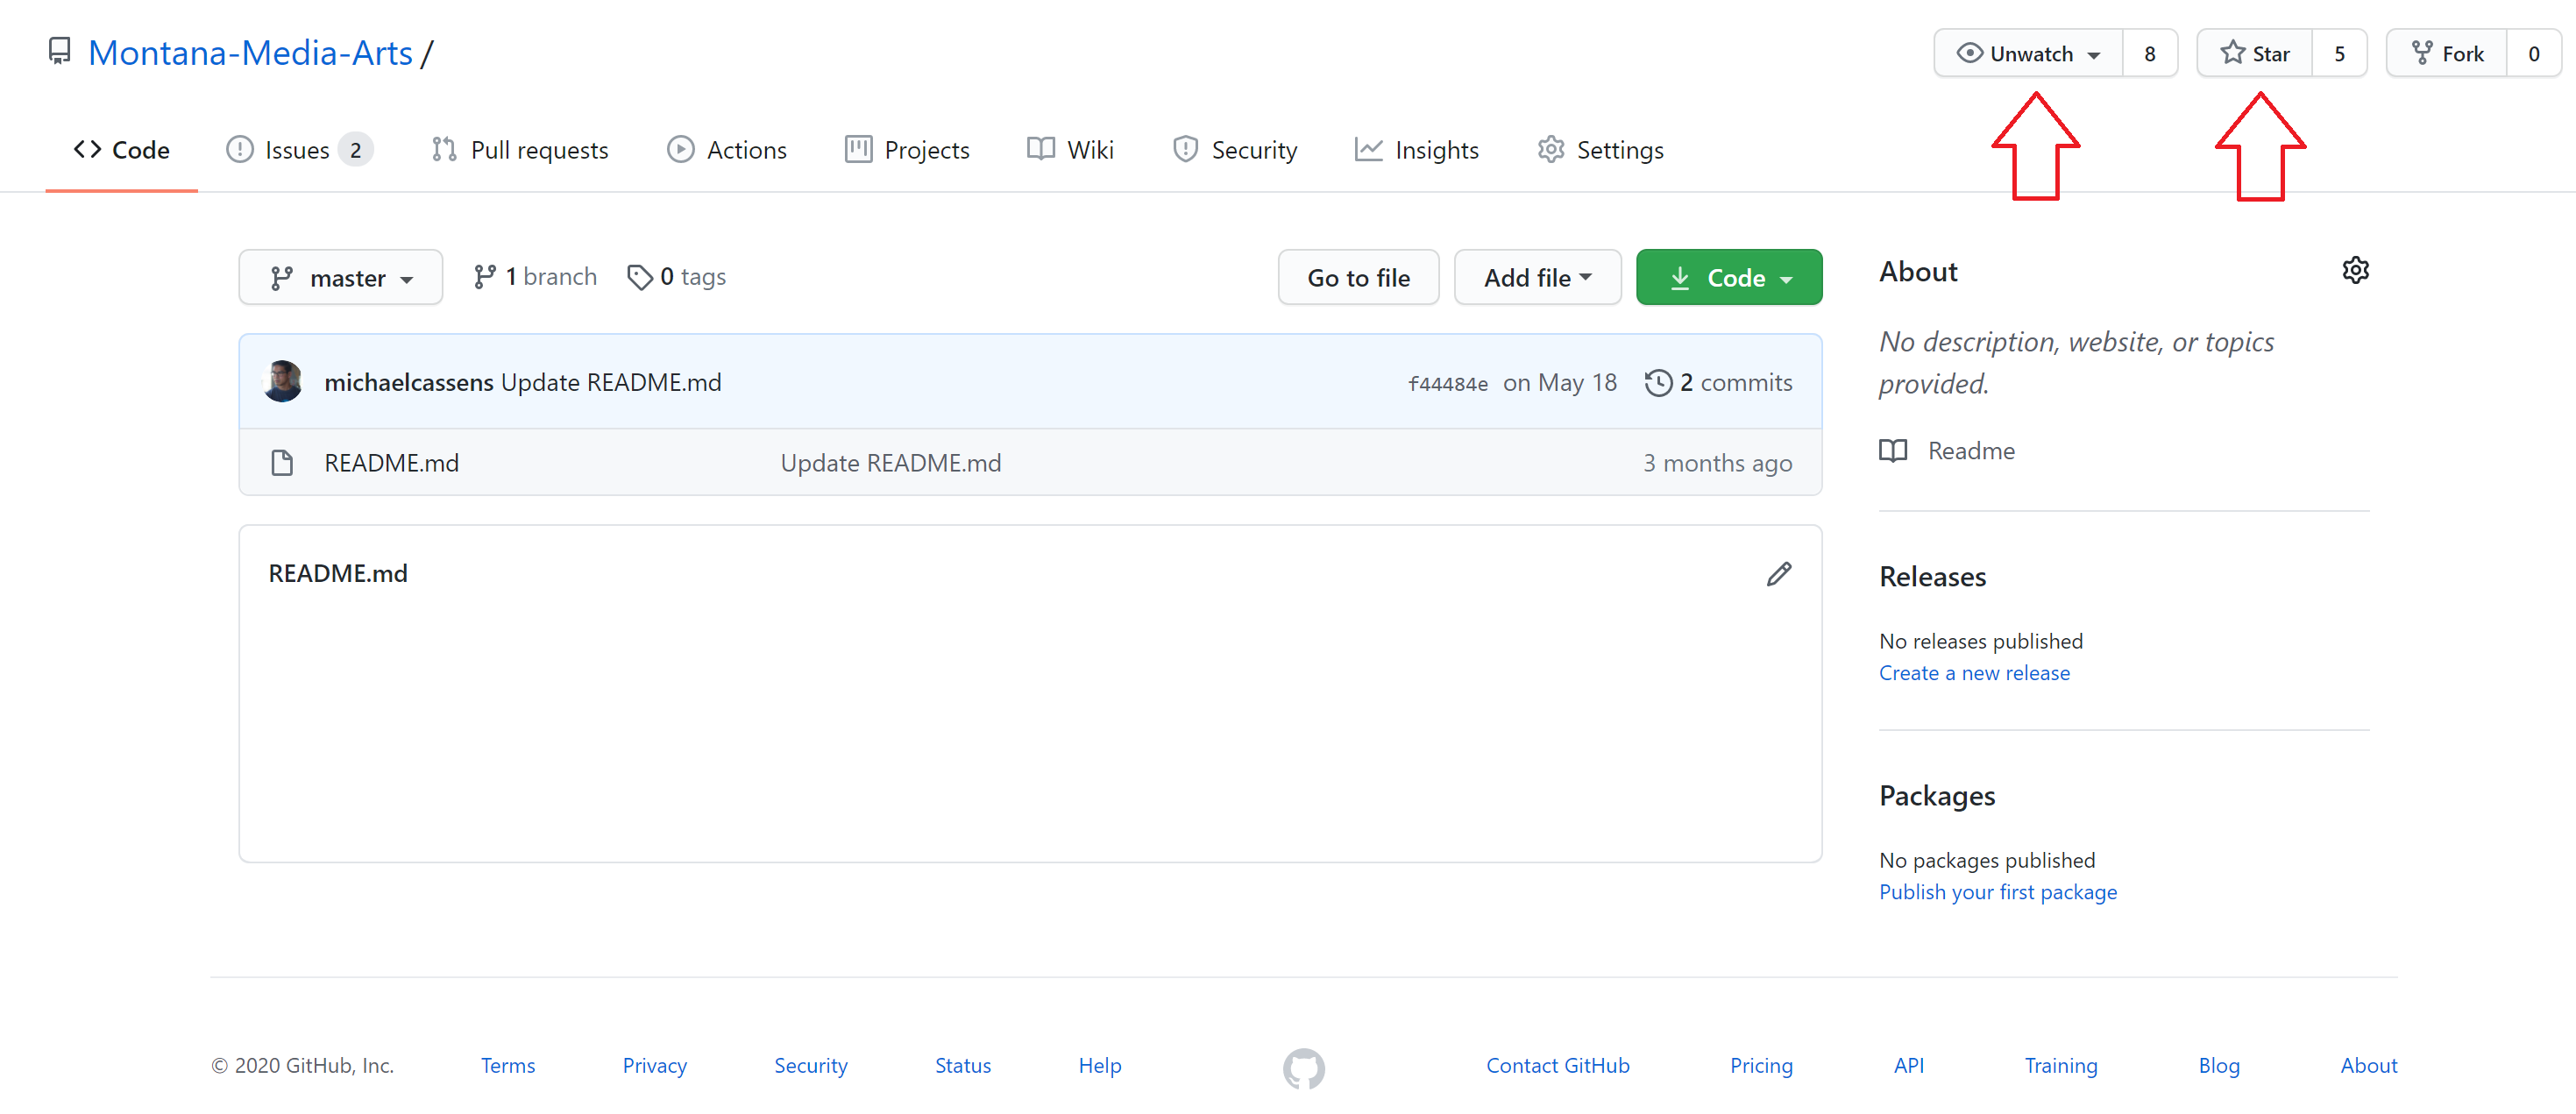 Montana-Media-Arts /
Unwatch 8 Star 5 Fork 0
Code Issues 2 Pull requests Actions Projects Wiki Security Insights Settings
master 1 branch 0 tags Go to file Add file Code
michaelcassens Update README.md f44484e on May 18 2 commits
README.md Update README.md 3 months ago
README.md
About
No description, website, or topics
provided.
Readme
Releases
No releases published
Create a new release
Packages
No packages published
Publish your first package
© 2020 GitHub, Inc. Terms Privacy Security Status Help Contact GitHub Pricing API Training Blog About